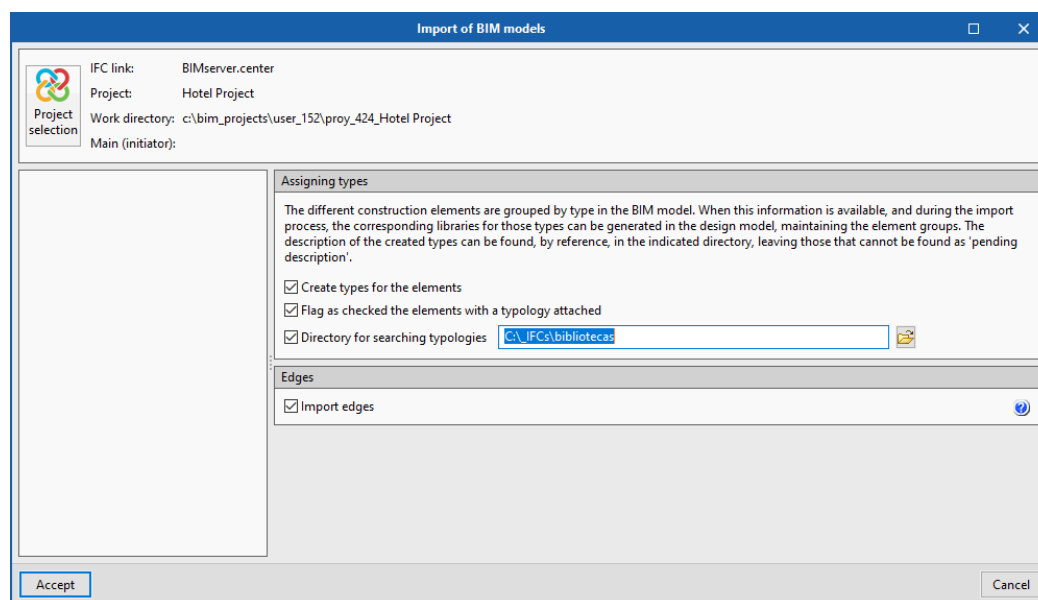 Import of BIM models
Project
selection
IFC link: BIMserver.center
Project: Hotel Project
Work directory: c:\bim_projects\user_152\proy_424_Hotel Project
Main (initiator):
Assigning types
The different construction elements are grouped by type in the BIM model. When this information is available, and during the import
process, the corresponding libraries for those types can be generated in the design model, maintaining the element groups. The
description of the created types can be found, by reference, in the indicated directory, leaving those that cannot be found as 'pending
description'.
Create types for the elements
Flag as checked the elements with a typology attached
Directory for searching typologies C:\_IFCs\bibliotecas
Edges
Import edges
?
Accept
Cancel